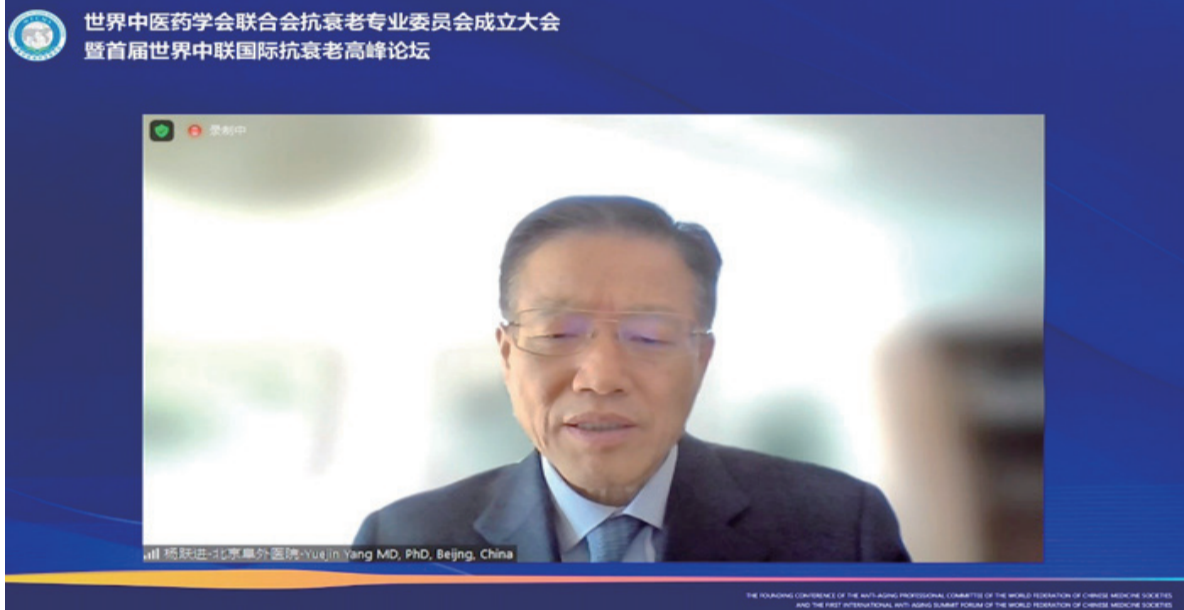 世界中医药学会联合会抗衰老专业委员会成立大会
暨首届世界中联国际抗衰老高峰论坛
录制中
杨跃进-北京阜外医院-Yuejin Yang MD, PhD, Beijng, China
THE FOUNDING CONFERENCE OF THE ANTI-AGING PROFESSIONAL COMMITTEE OF THE WORLD FEDERATION OF CHINESE MEDICINE SOCIETIES
AND THE FIRST INTERNATIONAL ANTI-AGING SUMMIT FORUM OF THE WORLD FEDERATION OF CHINESE MEDICINE SOCIETIES